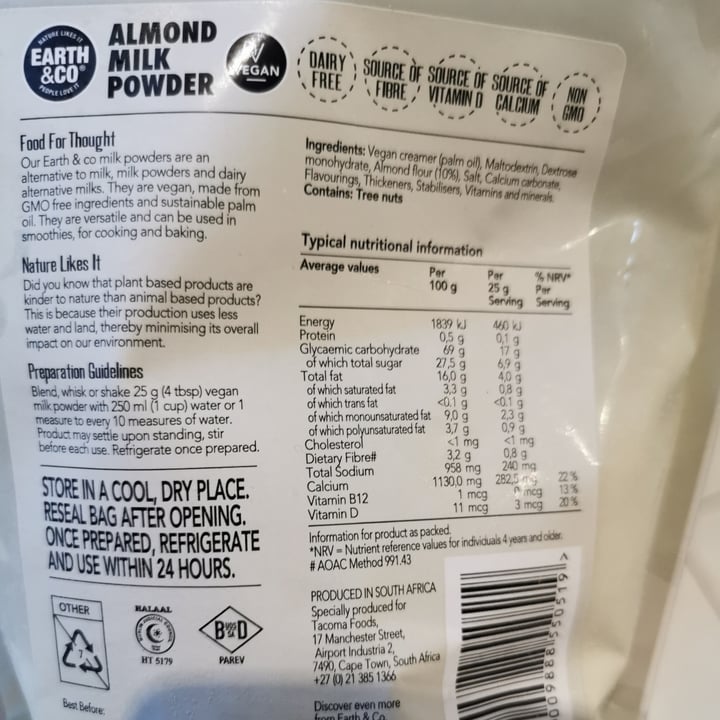 NATURE LIKES IT
EARTH
&CO
PEOPLE LOVE IT
ALMOND
MILK
POWDER
VEGAN
DAIRY
FREE
SOURCE OF
FIBRE
SOURCE OF
VITAMIN D
SOURCE OF
CALCIUM
NON
GMO
Food For Thought
Our Earth & co milk powders are an
alternative to milk, milk powders and dairy
alternative milks. They are vegan, made from
GMO free ingredients and sustainable palm
oil. They are versatile and can be used in
smoothies, for cooking and baking.
Nature Likes It
Did you know that plant based products are
kinder to nature than animal based products?
This is because their production uses less
water and land, thereby minimising its overall
impact on our environment.
Preparation Guidelines
Blend, whisk or shake 25 g (4 tbsp) vegan
milk powder with 250 ml (1 cup) water or 1
measure to every 10 measures of water.
Product may settle upon standing, stir
before each use. Refrigerate once prepared.
STORE IN A COOL, DRY PLACE.
RESEAL BAG AFTER OPENING.
ONCE PREPARED, REFRIGERATE
AND USE WITHIN 24 HOURS.
OTHER
7
HALAAL
HT 5179
BUOS SA D
PAREV
Best Before:
Ingredients: Vegan creamer (palm oil), Maltodextrin, Dextrose
monohydrate, Almond flour (10%), Salt, Calcium carbonate,
Flavourings, Thickeners, Stabilisers, Vitamins and minerals.
Contains: Tree nuts
Typical nutritional information
Average values Per 100 g Per 25 g Serving % NRV* Per Serving
Energy 1839 kJ 460 kJ
Protein 0,5 g 0,1 g
Glycaemic carbohydrate 69 g 17 g
of which total sugar 27,5 g 6,9 g
Total fat 16,0 g 4,0 g
of which saturated fat 3,3 g 0,8 g
of which trans fat <0.1 g <0.1 g
of which monounsaturated fat 9,0 g 2,3 g
of which polyunsaturated fat 3,7 g 0,9 g
Cholesterol <1 mg <1 mg
Dietary Fibre# 3,2 g 0,8 g
Total Sodium 958 mg 240 mg
Calcium 1130,0 mg 282,5 mg 22%
Vitamin B12 1 mcg mcg 13%
Vitamin D 11 mcg 3 mcg 20%
Information for product as packed.
*NRV = Nutrient reference values for individuals 4 years and older.
# AOAC Method 991.43
PRODUCED IN SOUTH AFRICA
Specially produced for
Tacoma Foods,
17 Manchester Street,
Airport Industria 2,
7490, Cape Town, South Africa
+27 (0) 21 385 1366
Discover even more
from Earth & Co.
009888550519 >